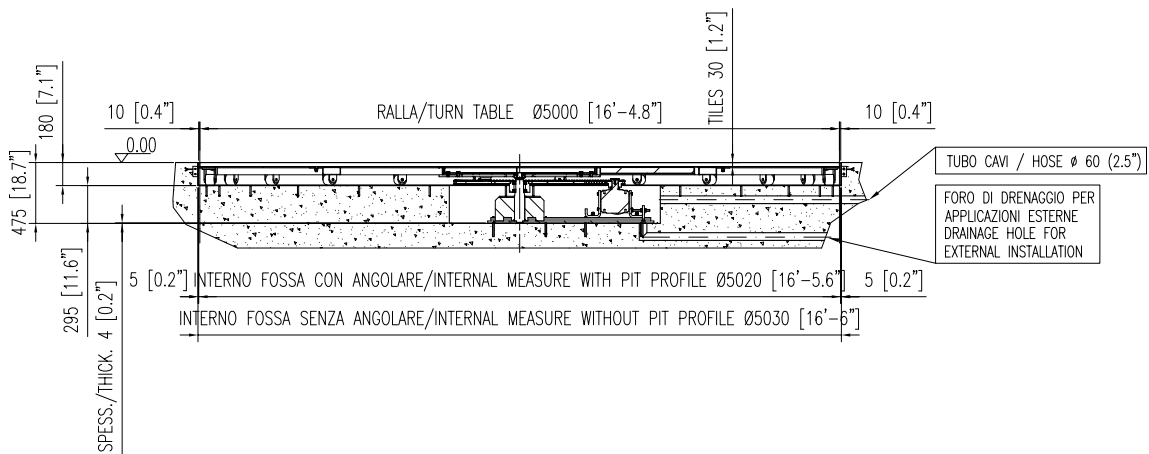 TILES 30 [1.2”]
180 [7.1”]
10 [0.4”]
RALLA/TURN TABLE Ø5000 [16’-4.8”]
10 [0.4”]
0.00
475 [18.7”]
TUBO CAVI / HOSE ø 60 (2.5”)
FORO DI DRENAGGIO PER
APPLICAZIONI ESTERNE
DRAINAGE HOLE FOR
EXTERNAL INSTALLATION
295 [11.6”]
5 [0.2”]
INTERNO FOSSA CON ANGOLARE/INTERNAL MEASURE WITH PIT PROFILE Ø5020 [16’-5.6”]
5 [0.2”]
INTERNO FOSSA SENZA ANGOLARE/INTERNAL MEASURE WITHOUT PIT PROFILE Ø5030 [16’-6”]
SPESS./THICK. 4 [0.2”]